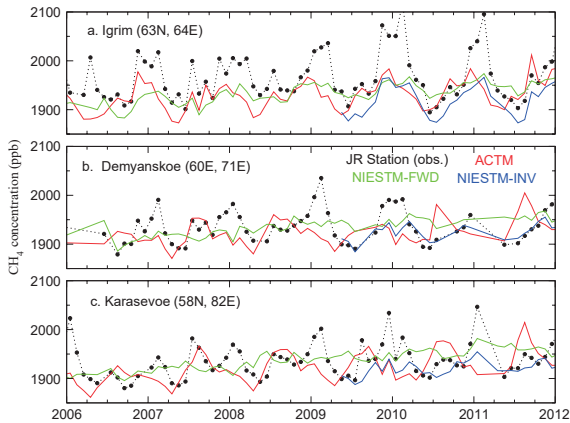 2100
a. Igrim (63N, 64E)
2000
1900
b. Demyanskoe (60E, 71E)
JR Station (obs.)
ACTM
NIESTM-FWD
NIESTM-INV
2000
1900
CH4 concentration (ppb)
2100
c. Karasevoe (58N, 82E)
2000
1900
2006 2007 2008 2009 2010 2011 2012